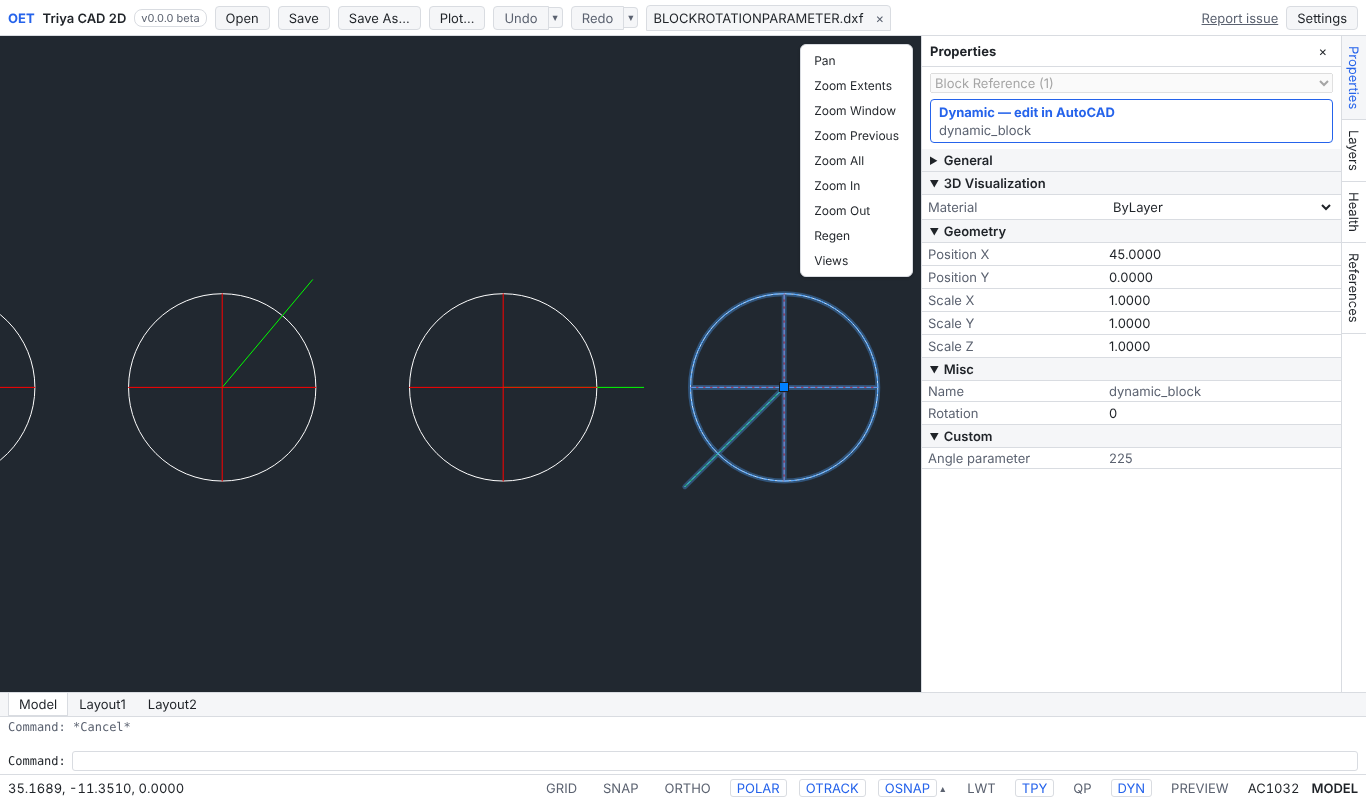 OET Triya CAD 2D v0.0.0 beta Open Save Save As... Plot... Undo ▾ Redo ▾ BLOCKROTATIONPARAMETER.dxf × Report issue Settings
Pan
Zoom Extents
Zoom Window
Zoom Previous
Zoom All
Zoom In
Zoom Out
Regen
Views
Properties ×
Block Reference (1)
Dynamic — edit in AutoCAD
dynamic_block
General
3D Visualization
Material ByLayer
Geometry
Position X 45.0000
Position Y 0.0000
Scale X 1.0000
Scale Y 1.0000
Scale Z 1.0000
Misc
Name dynamic_block
Rotation 0
Custom
Angle parameter 225
Properties
Layers
Health
References
Model Layout1 Layout2
Command: *Cancel*
Command:
35.1689, -11.3510, 0.0000 GRID SNAP ORTHO POLAR OTRACK OSNAP ▴ LWT TPY QP DYN PREVIEW AC1032 MODEL